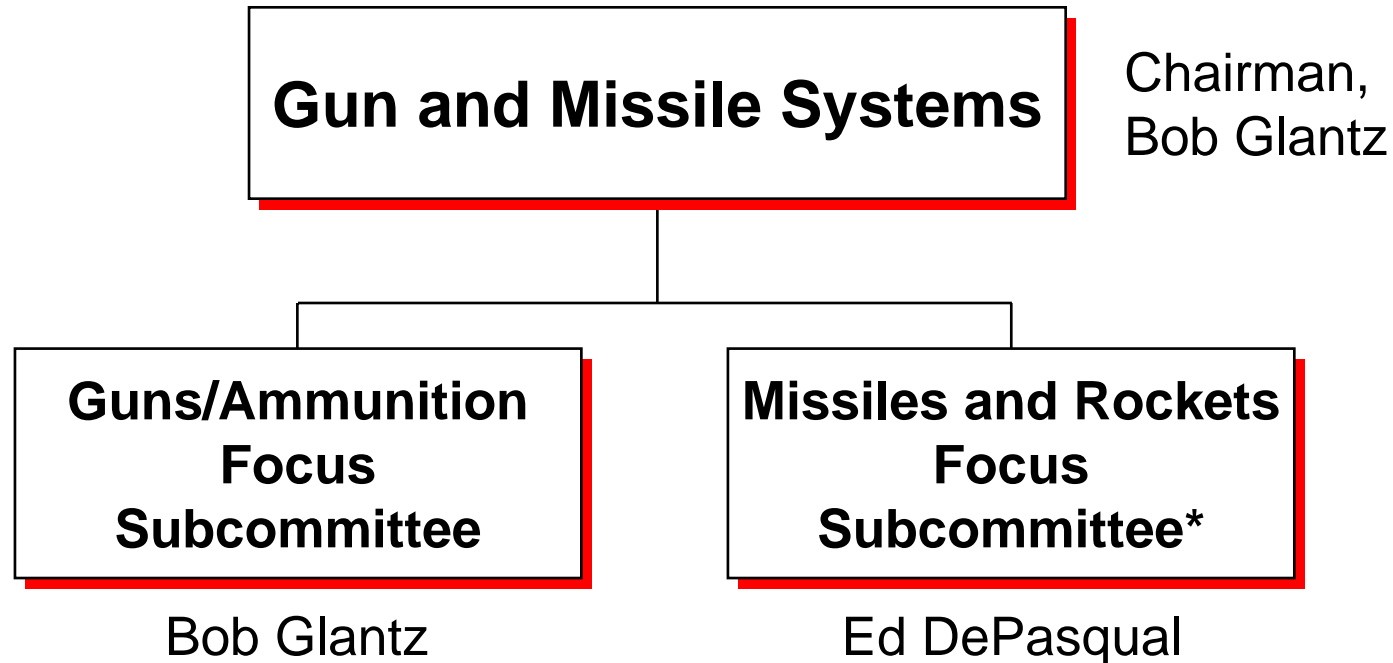 Gun and Missile Systems
Chairman,
Bob Glantz
Guns/Ammunition
Focus
Subcommittee
Missiles and Rockets
Focus
Subcommittee*
Bob Glantz
Ed DePasqual